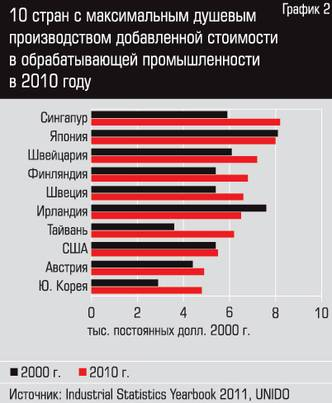 10 стран с максимальным душевым
График 2
производством добавленной стоимости
в обрабатывающей промышленности
в 2010 году
Сингапур
Япония
Швейцария
Финляндия
Швеция
Ирландия
Тайвань
США
Австрия
Ю. Корея
0 2 4 6 8 10
тыс. постоянных долл. 2000 г.
2000 г. 2010 г.
Источник: Industrial Statistics Yearbook 2011, UNIDO